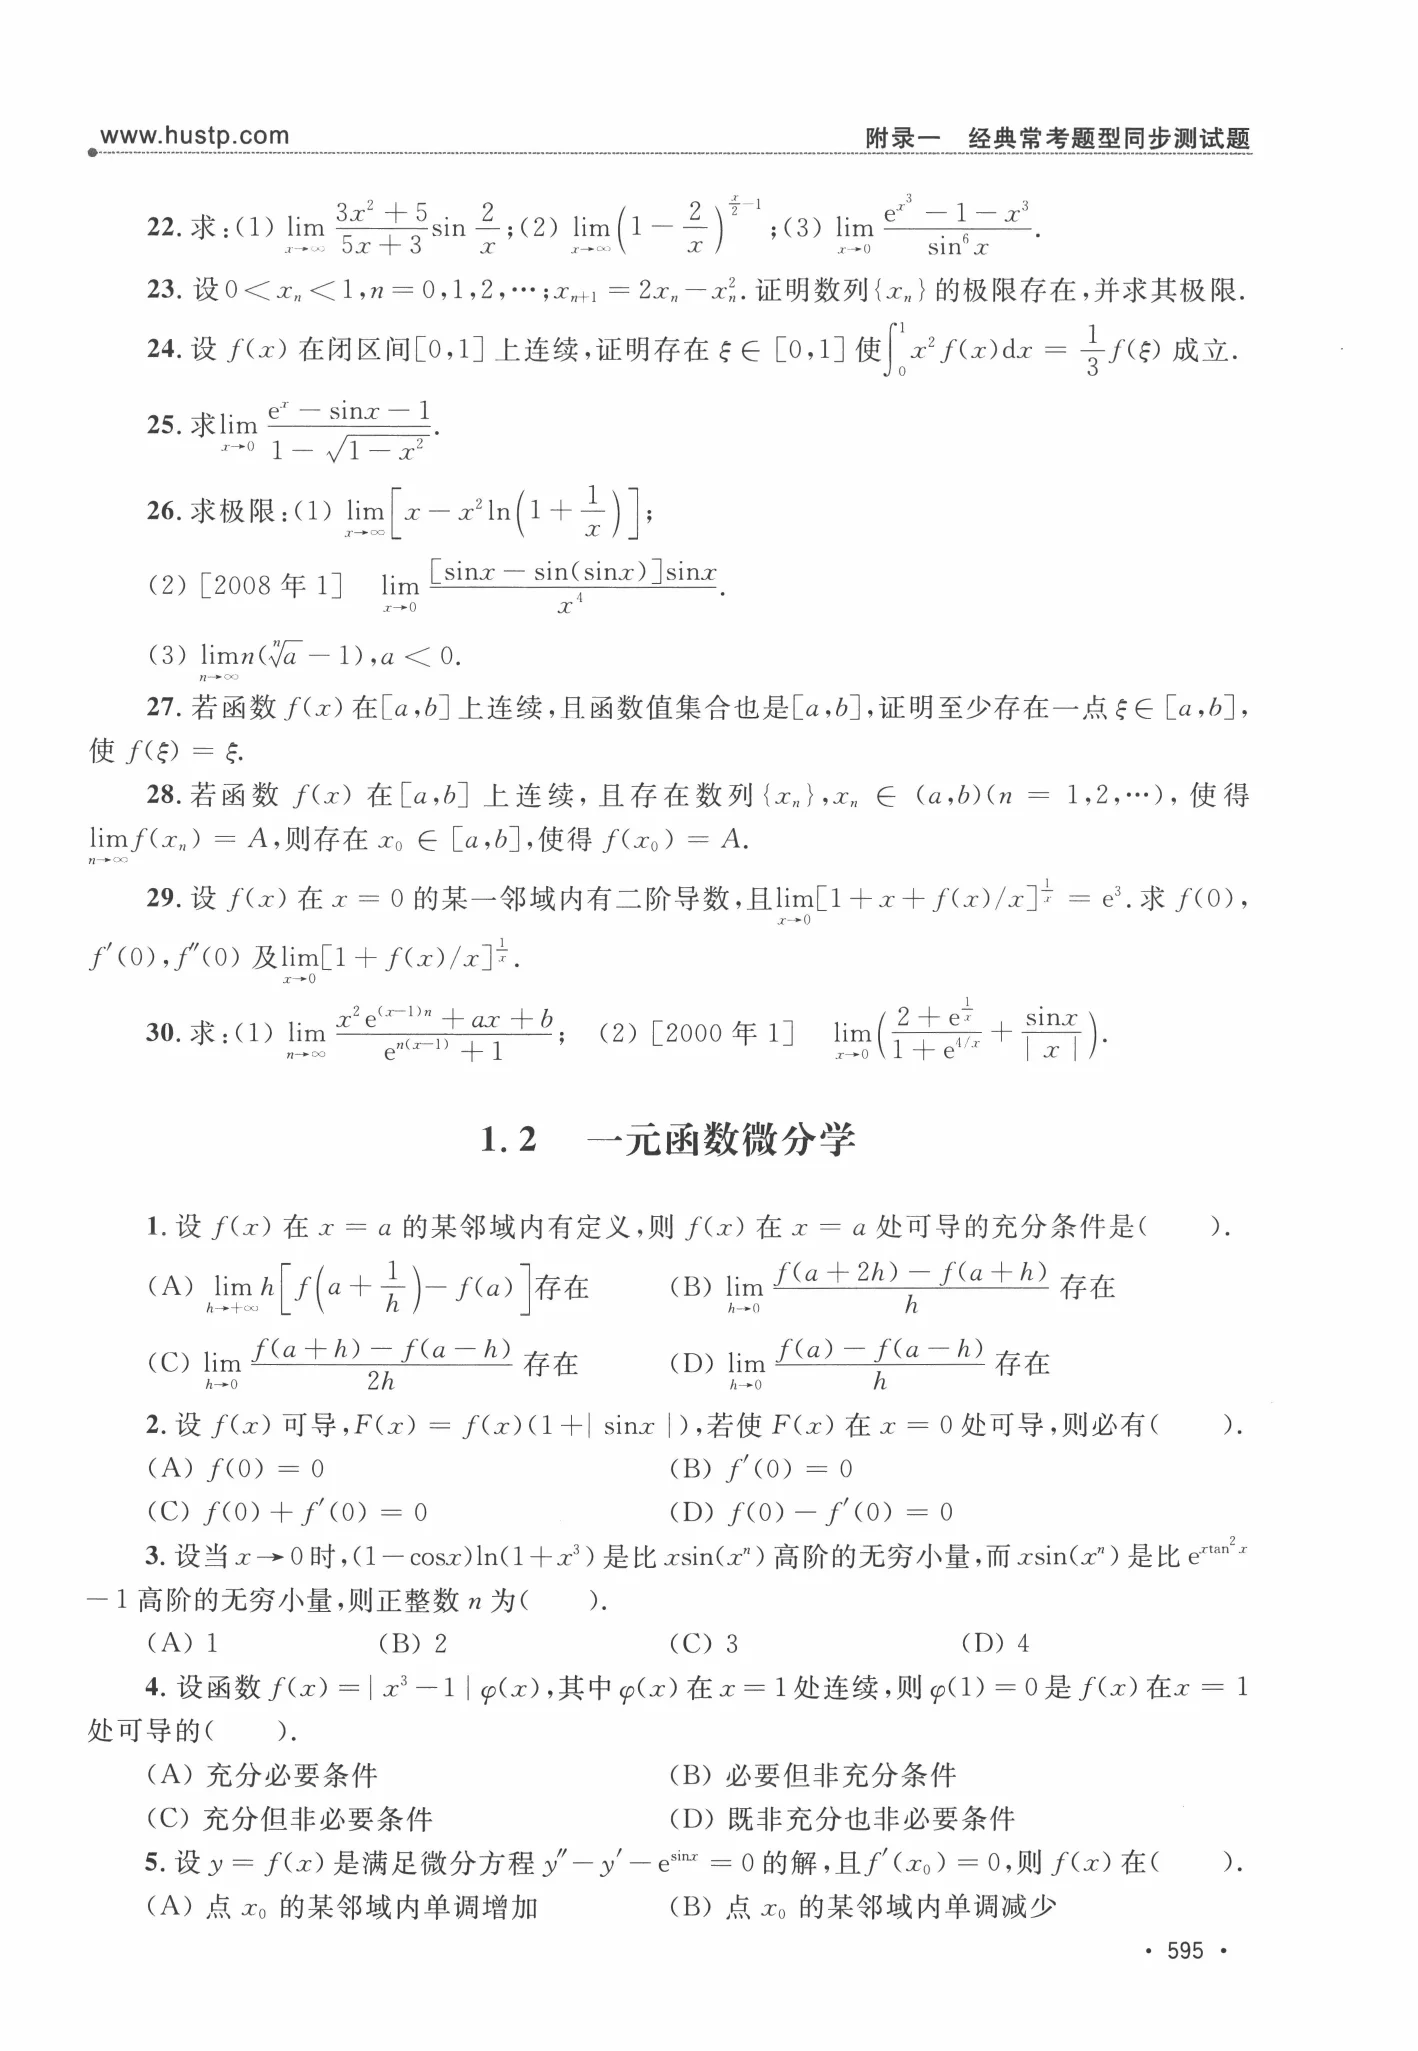 www.hustp.com 附录一 经典常考题型同步测试题
22. 求:(1) $\lim_{x\to\infty}\frac{3x^2+5}{5x+3}\sin\frac{2}{x}$;(2) $\lim_{x\to\infty}\left(1-\frac{2}{x}\right)^{\frac{x}{2}-1}$;(3) $\lim_{x\to 0}\frac{e^{x^3}-1-x^3}{\sin^6 x}$.
23. 设 $0<x_n<1,n=0,1,2,\cdots;x_{n+1}=2x_n-x_n^2$. 证明数列$\{x_n\}$的极限存在,并求其极限.
24. 设 $f(x)$ 在闭区间$[0,1]$上连续,证明存在 $\xi\in[0,1]$ 使$\int_0^1 x^2f(x)dx=\frac{1}{3}f(\xi)$ 成立.
25. 求$\lim_{x\to 0}\frac{e^x-\sin x-1}{1-\sqrt{1-x^2}}$.
26. 求极限:(1) $\lim_{x\to\infty}\left[x-x^2\ln\left(1+\frac{1}{x}\right)\right]$;
(2) [2008 年 1] $\lim_{x\to 0}\frac{[\sin x-\sin(\sin x)]\sin x}{x^4}$.
(3) $\lim_{n\to\infty}n(\sqrt[n]{a}-1),a<0$.
27. 若函数 $f(x)$ 在$[a,b]$上连续,且函数值集合也是$[a,b]$,证明至少存在一点 $\xi\in[a,b]$,
使 $f(\xi)=\xi$.
28. 若函数 $f(x)$ 在$[a,b]$上连续,且存在数列$\{x_n\},x_n\in(a,b)(n=1,2,\cdots)$,使得
$\lim_{n\to\infty}f(x_n)=A$,则存在 $x_0\in[a,b]$,使得 $f(x_0)=A$.
29. 设 $f(x)$ 在 $x=0$ 的某一邻域内有二阶导数,且$\lim_{x\to 0}[1+x+f(x)/x]^{\frac{1}{x}}=e^3$. 求 $f(0)$,
$f'(0),f''(0)$ 及$\lim_{x\to 0}[1+f(x)/x]^{\frac{1}{x}}$.
30. 求:(1) $\lim_{n\to\infty}\frac{x^2e^{(x-1)n}+ax+b}{e^{n(x-1)}+1}$; (2) [2000 年 1] $\lim_{x\to 0}\left(\frac{2+e^{\frac{1}{x}}}{1+e^{4/x}}+\frac{\sin x}{|x|}\right)$.
1.2 一元函数微分学
1. 设 $f(x)$ 在 $x=a$ 的某邻域内有定义,则 $f(x)$ 在 $x=a$ 处可导的充分条件是( ).
(A) $\lim_{h\to+\infty}h\left[f\left(a+\frac{1}{h}\right)-f(a)\right]$存在 (B) $\lim_{h\to 0}\frac{f(a+2h)-f(a+h)}{h}$ 存在
(C) $\lim_{h\to 0}\frac{f(a+h)-f(a-h)}{2h}$ 存在 (D) $\lim_{h\to 0}\frac{f(a)-f(a-h)}{h}$ 存在
2. 设 $f(x)$ 可导,$F(x)=f(x)(1+|\sin x|)$,若使 $F(x)$ 在 $x=0$ 处可导,则必有( ).
(A) $f(0)=0$ (B) $f'(0)=0$
(C) $f(0)+f'(0)=0$ (D) $f(0)-f'(0)=0$
3. 设当 $x\to 0$ 时,$(1-\cos x)\ln(1+x^3)$ 是比 $x\sin(x^n)$ 高阶的无穷小量,而 $x\sin(x^n)$ 是比 $e^{x\tan^2 x}$
$-1$ 高阶的无穷小量,则正整数 $n$ 为( ).
(A) 1 (B) 2 (C) 3 (D) 4
4. 设函数 $f(x)=|x^3-1|\varphi(x)$,其中 $\varphi(x)$ 在 $x=1$ 处连续,则 $\varphi(1)=0$ 是 $f(x)$ 在 $x=1$
处可导的( ).
(A) 充分必要条件 (B) 必要但非充分条件
(C) 充分但非必要条件 (D) 既非充分也非必要条件
5. 设 $y=f(x)$ 是满足微分方程 $y''-y'-e^{\sin x}=0$ 的解,且 $f'(x_0)=0$,则 $f(x)$ 在( ).
(A) 点 $x_0$ 的某邻域内单调增加 (B) 点 $x_0$ 的某邻域内单调减少
· 595 ·